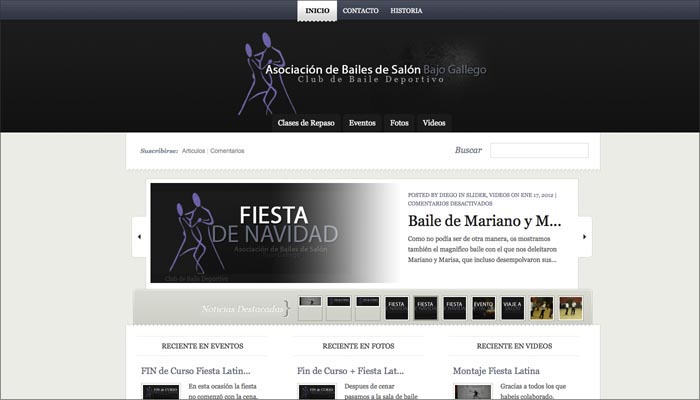 INICIO CONTACTO HISTORIA
Asociación de Bailes de Salón Bajo Gallego
Club de Baile Deportivo
Clases de Repaso Eventos Fotos Videos
Suscribirse: Articulos | Comentarios
Buscar
FIESTA
DE NAVIDAD
Asociación de Bailes de Salón
Club de Baile Deportivo
POSTED BY DIEGO IN SLIDER, VIDEOS ON ENE 17, 2012 |
COMENTARIOS DESACTIVADOS
Baile de Mariano y M...
Como no podía ser de otra manera, os mostramos
también el magnífico baile con el que nos deleitaron
Mariano y Marisa, que incluso desempolvaron sus...
Noticias Destacadas
FIESTA
FIESTA
FIESTA
EVENTO
VIAJE A
RECIENTE EN EVENTOS
RECIENTE EN FOTOS
RECIENTE EN VIDEOS
FIN de Curso Fiesta Latin...
Fin de Curso + Fiesta Lat...
Montaje Fiesta Latina
En esta ocasión la fiesta
no comenzó con la cena.
Despues de cenar
pasamos a la sala de baile
Gracias a todos los que
habeis colaborado.